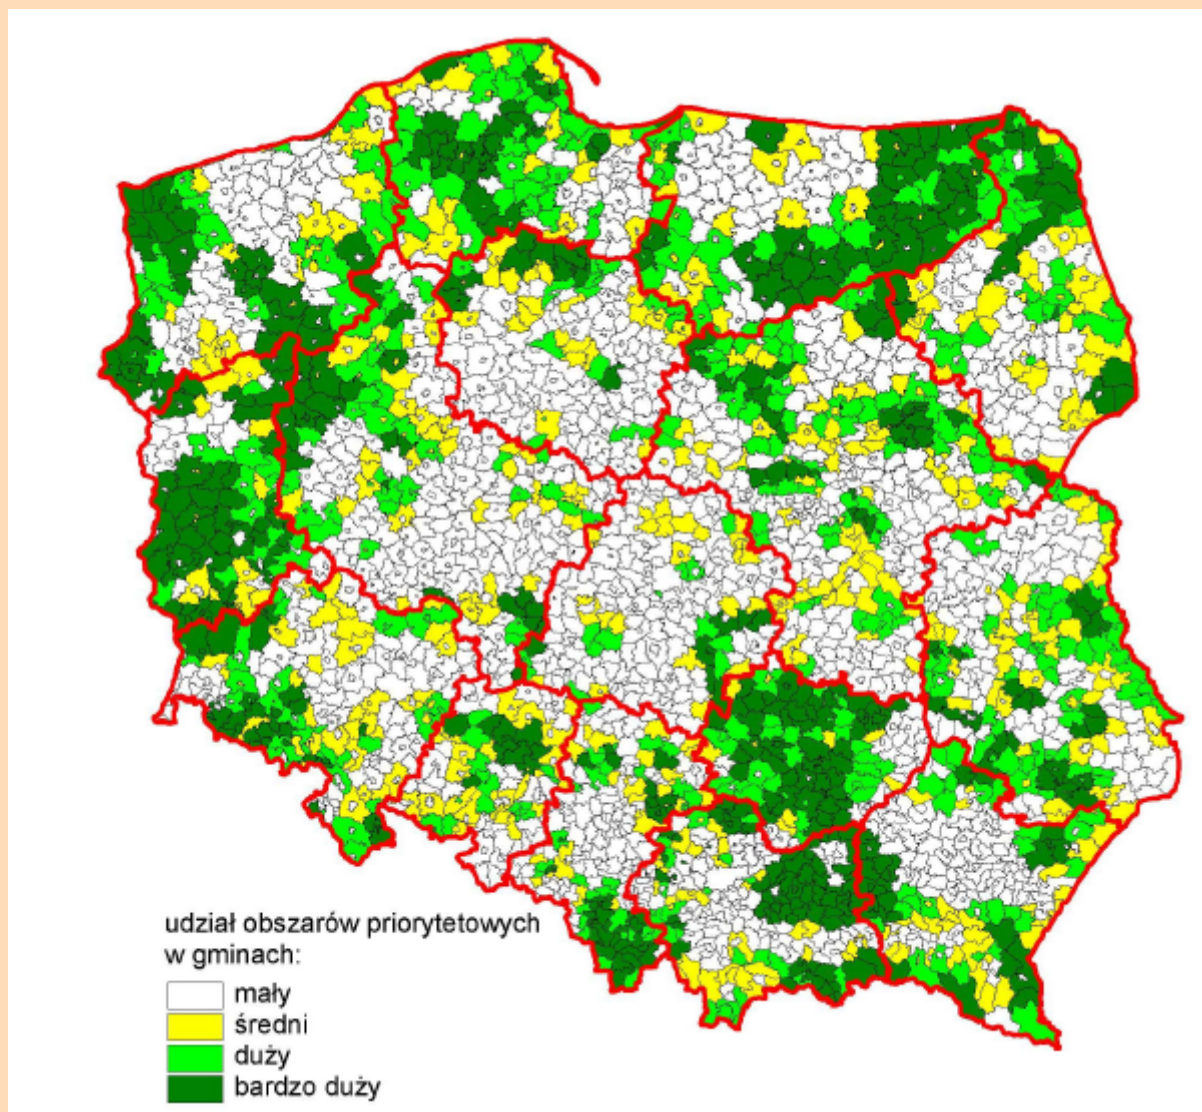 udział obszarów priorytetowych
w gminach:
mały
średni
duży
bardzo duży